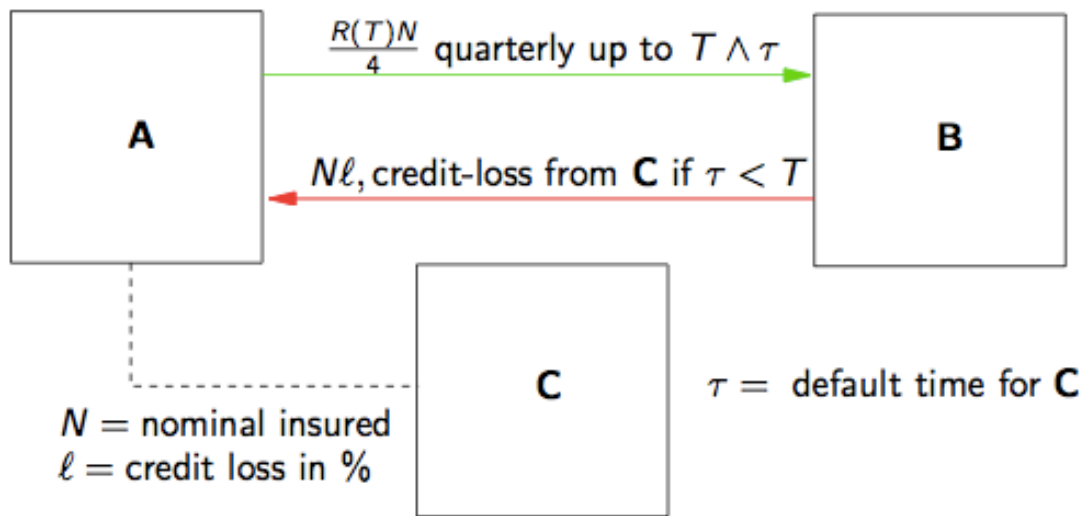 R(T)N/4 quarterly up to T ∧ τ
A
B
Nℓ, credit-loss from C if τ < T
C
τ = default time for C
N = nominal insured
ℓ = credit loss in %